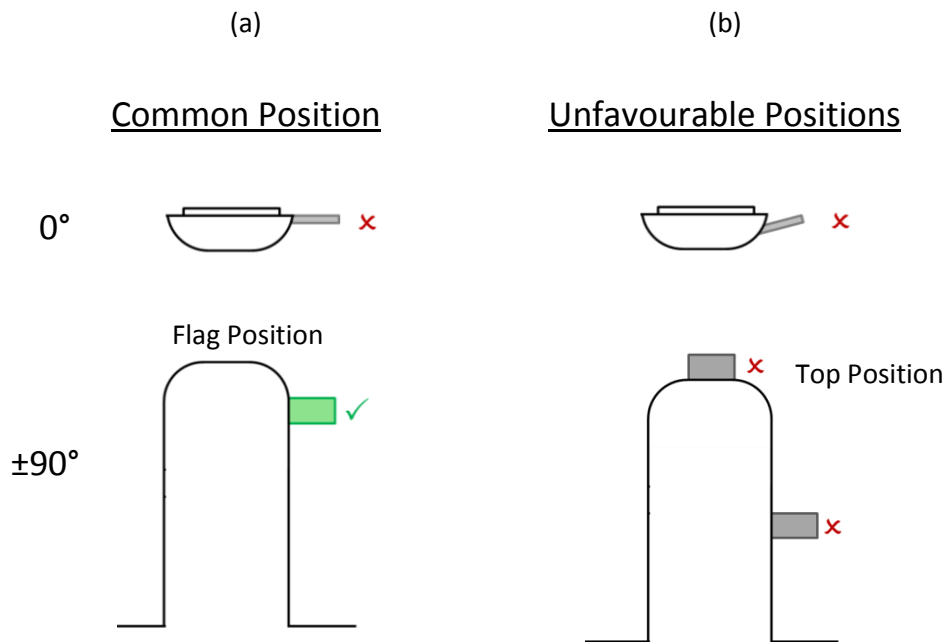 (a)
(b)
Common Position
Unfavourable Positions
0°
Flag Position
Top Position
±90°